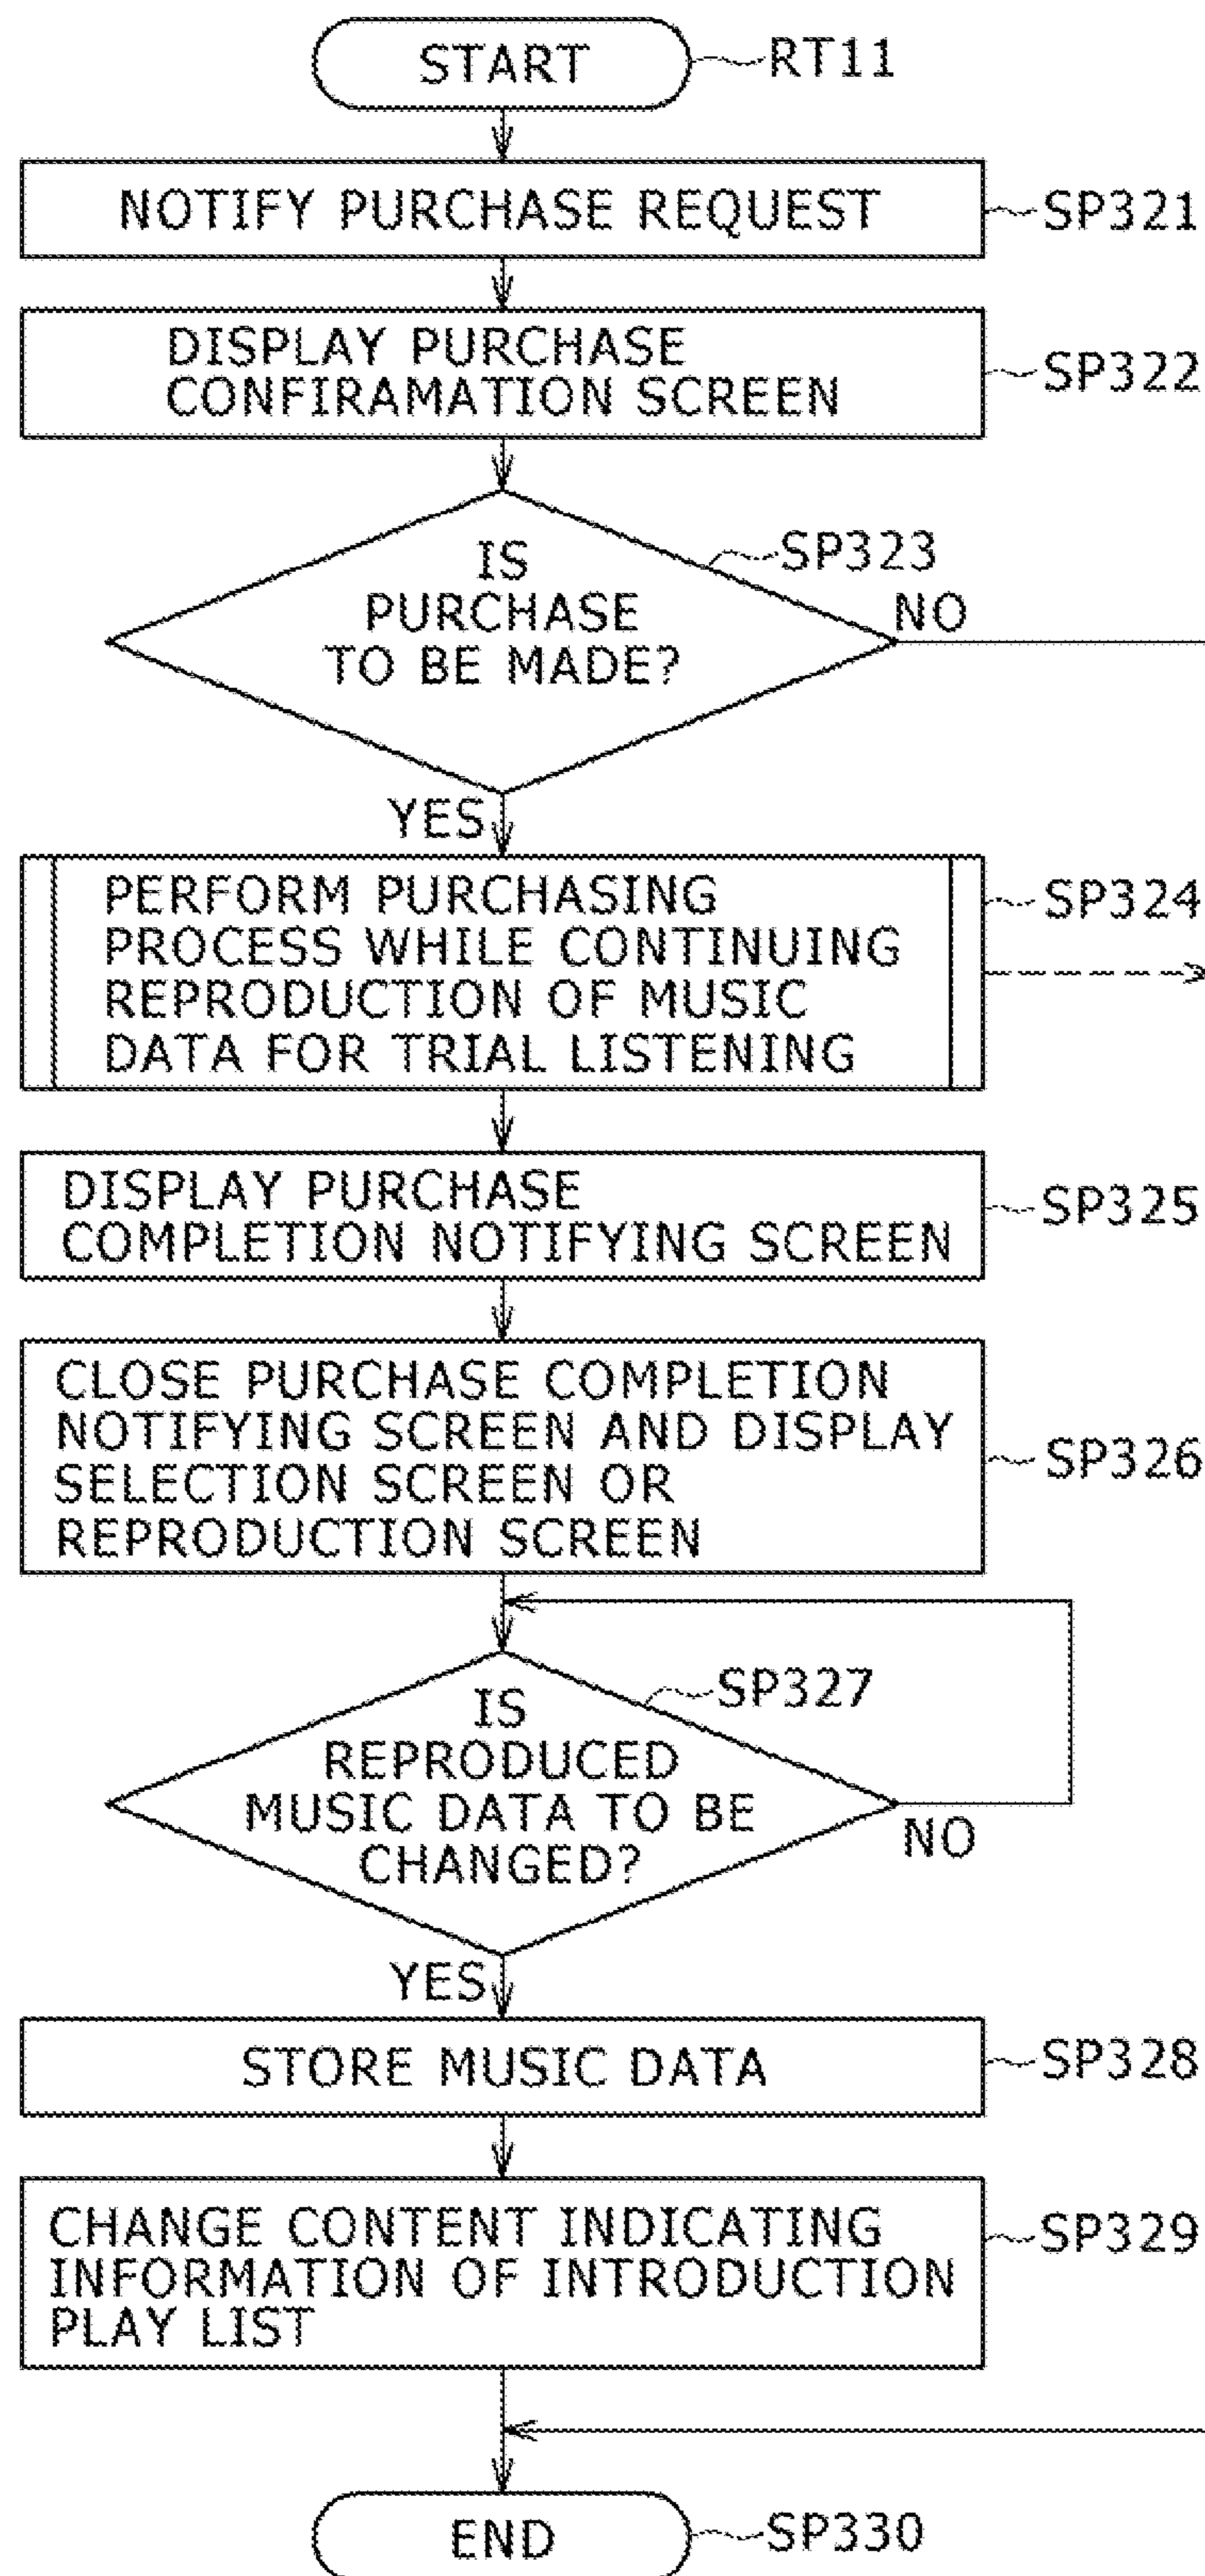 START
RT11
NOTIFY PURCHASE REQUEST
SP321
DISPLAY PURCHASE
CONFIRAMATION SCREEN
SP322
IS
PURCHASE
TO BE MADE?
SP323
NO
YES
PERFORM PURCHASING
PROCESS WHILE CONTINUING
REPRODUCTION OF MUSIC
DATA FOR TRIAL LISTENING
SP324
DISPLAY PURCHASE
COMPLETION NOTIFYING SCREEN
SP325
CLOSE PURCHASE COMPLETION
NOTIFYING SCREEN AND DISPLAY
SELECTION SCREEN OR
REPRODUCTION SCREEN
SP326
IS
REPRODUCED
MUSIC DATA TO BE
CHANGED?
SP327
NO
YES
STORE MUSIC DATA
SP328
CHANGE CONTENT INDICATING
INFORMATION OF INTRODUCTION
PLAY LIST
SP329
END
SP330